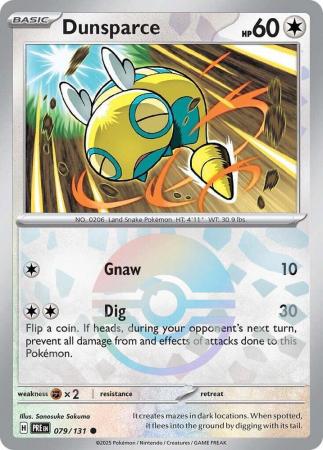 BASIC
Dunsparce
HP60
NO. 0206 Land Snake Pokémon HT: 4'11" WT: 30.9 lbs.
Gnaw 10
Dig 30
Flip a coin. If heads, during your opponent's next turn,
prevent all damage from and effects of attacks done to this
Pokémon.
weakness ×2 resistance retreat
Illus. Sanosuke Sakuma
H PRE EN 079/131
It creates mazes in dark locations. When spotted,
it flees into the ground by digging with its tail.
©2025 Pokémon / Nintendo / Creatures / GAME FREAK